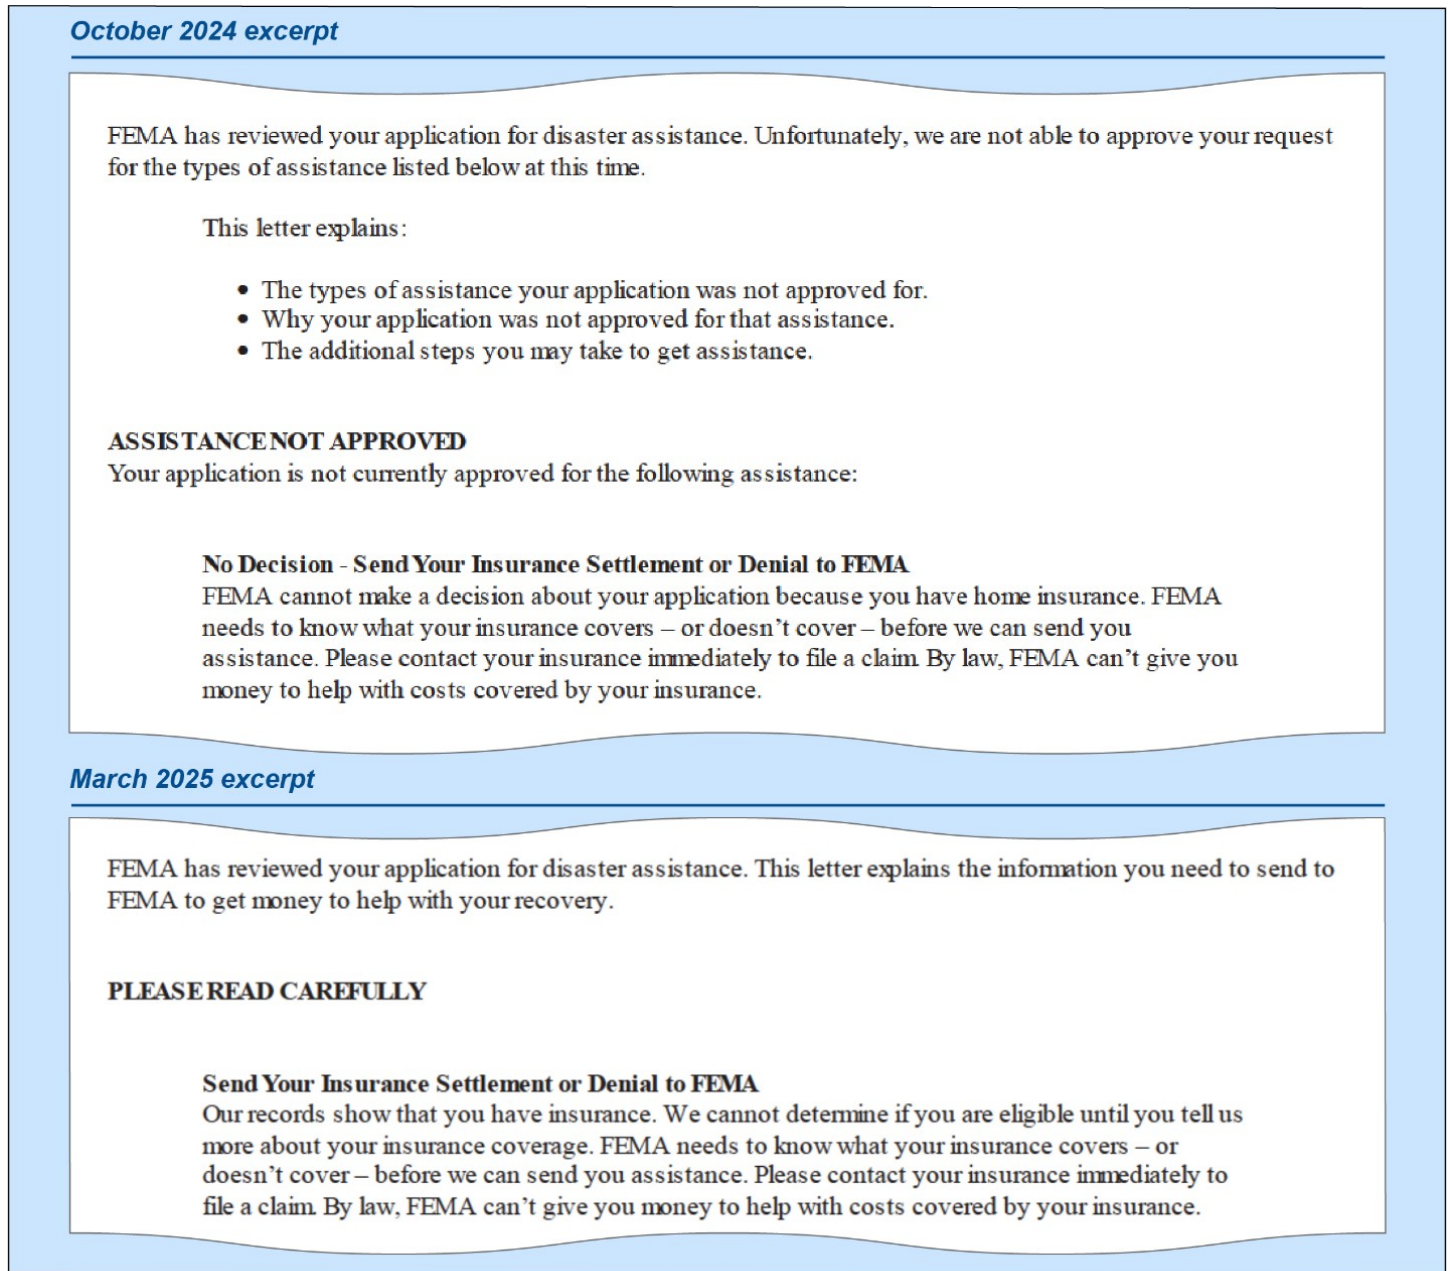 October 2024 excerpt
FEMA has reviewed your application for disaster assistance. Unfortunately, we are not able to approve your request
for the types of assistance listed below at this time.
This letter explains:
• The types of assistance your application was not approved for.
• Why your application was not approved for that assistance.
• The additional steps you may take to get assistance.
ASSISTANCE NOT APPROVED
Your application is not currently approved for the following assistance:
No Decision - Send Your Insurance Settlement or Denial to FEMA
FEMA cannot make a decision about your application because you have home insurance. FEMA
needs to know what your insurance covers – or doesn't cover – before we can send you
assistance. Please contact your insurance immediately to file a claim. By law, FEMA can't give you
money to help with costs covered by your insurance.
March 2025 excerpt
FEMA has reviewed your application for disaster assistance. This letter explains the information you need to send to
FEMA to get money to help with your recovery.
PLEASE READ CAREFULLY
Send Your Insurance Settlement or Denial to FEMA
Our records show that you have insurance. We cannot determine if you are eligible until you tell us
more about your insurance coverage. FEMA needs to know what your insurance covers – or
doesn't cover – before we can send you assistance. Please contact your insurance immediately to
file a claim. By law, FEMA can't give you money to help with costs covered by your insurance.